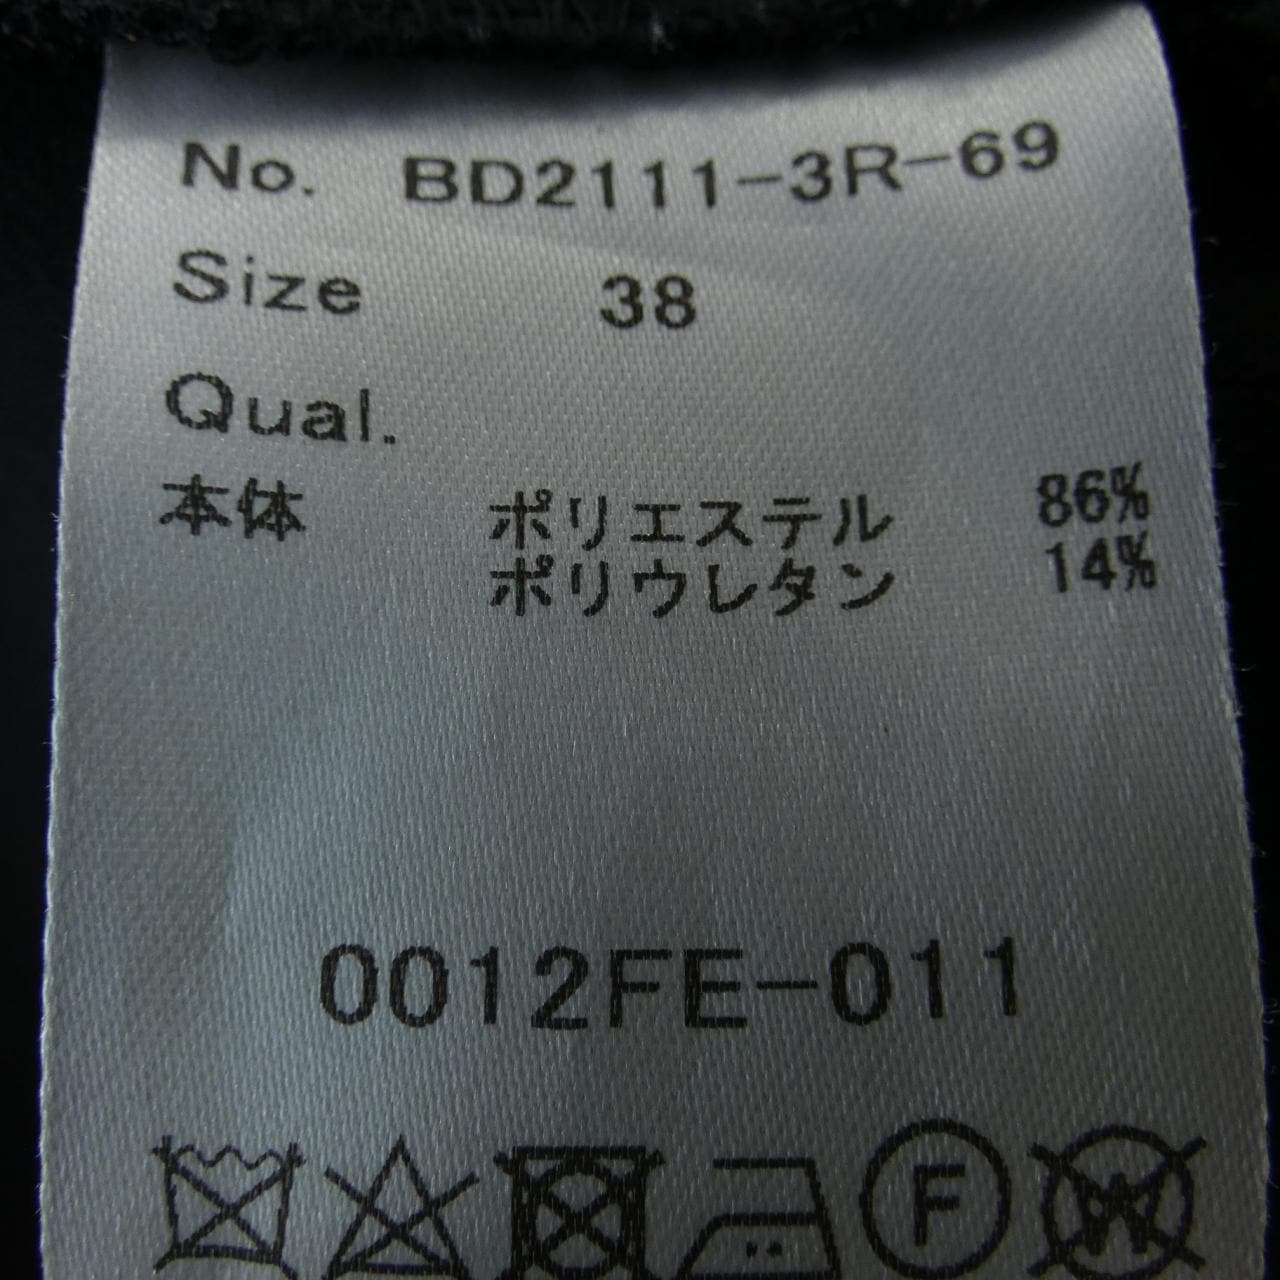 No. BD2111-3R-69
Size 38
Qual.
本体 ポリエステル 86%
ポリウレタン 14%
0012FE-011
F W